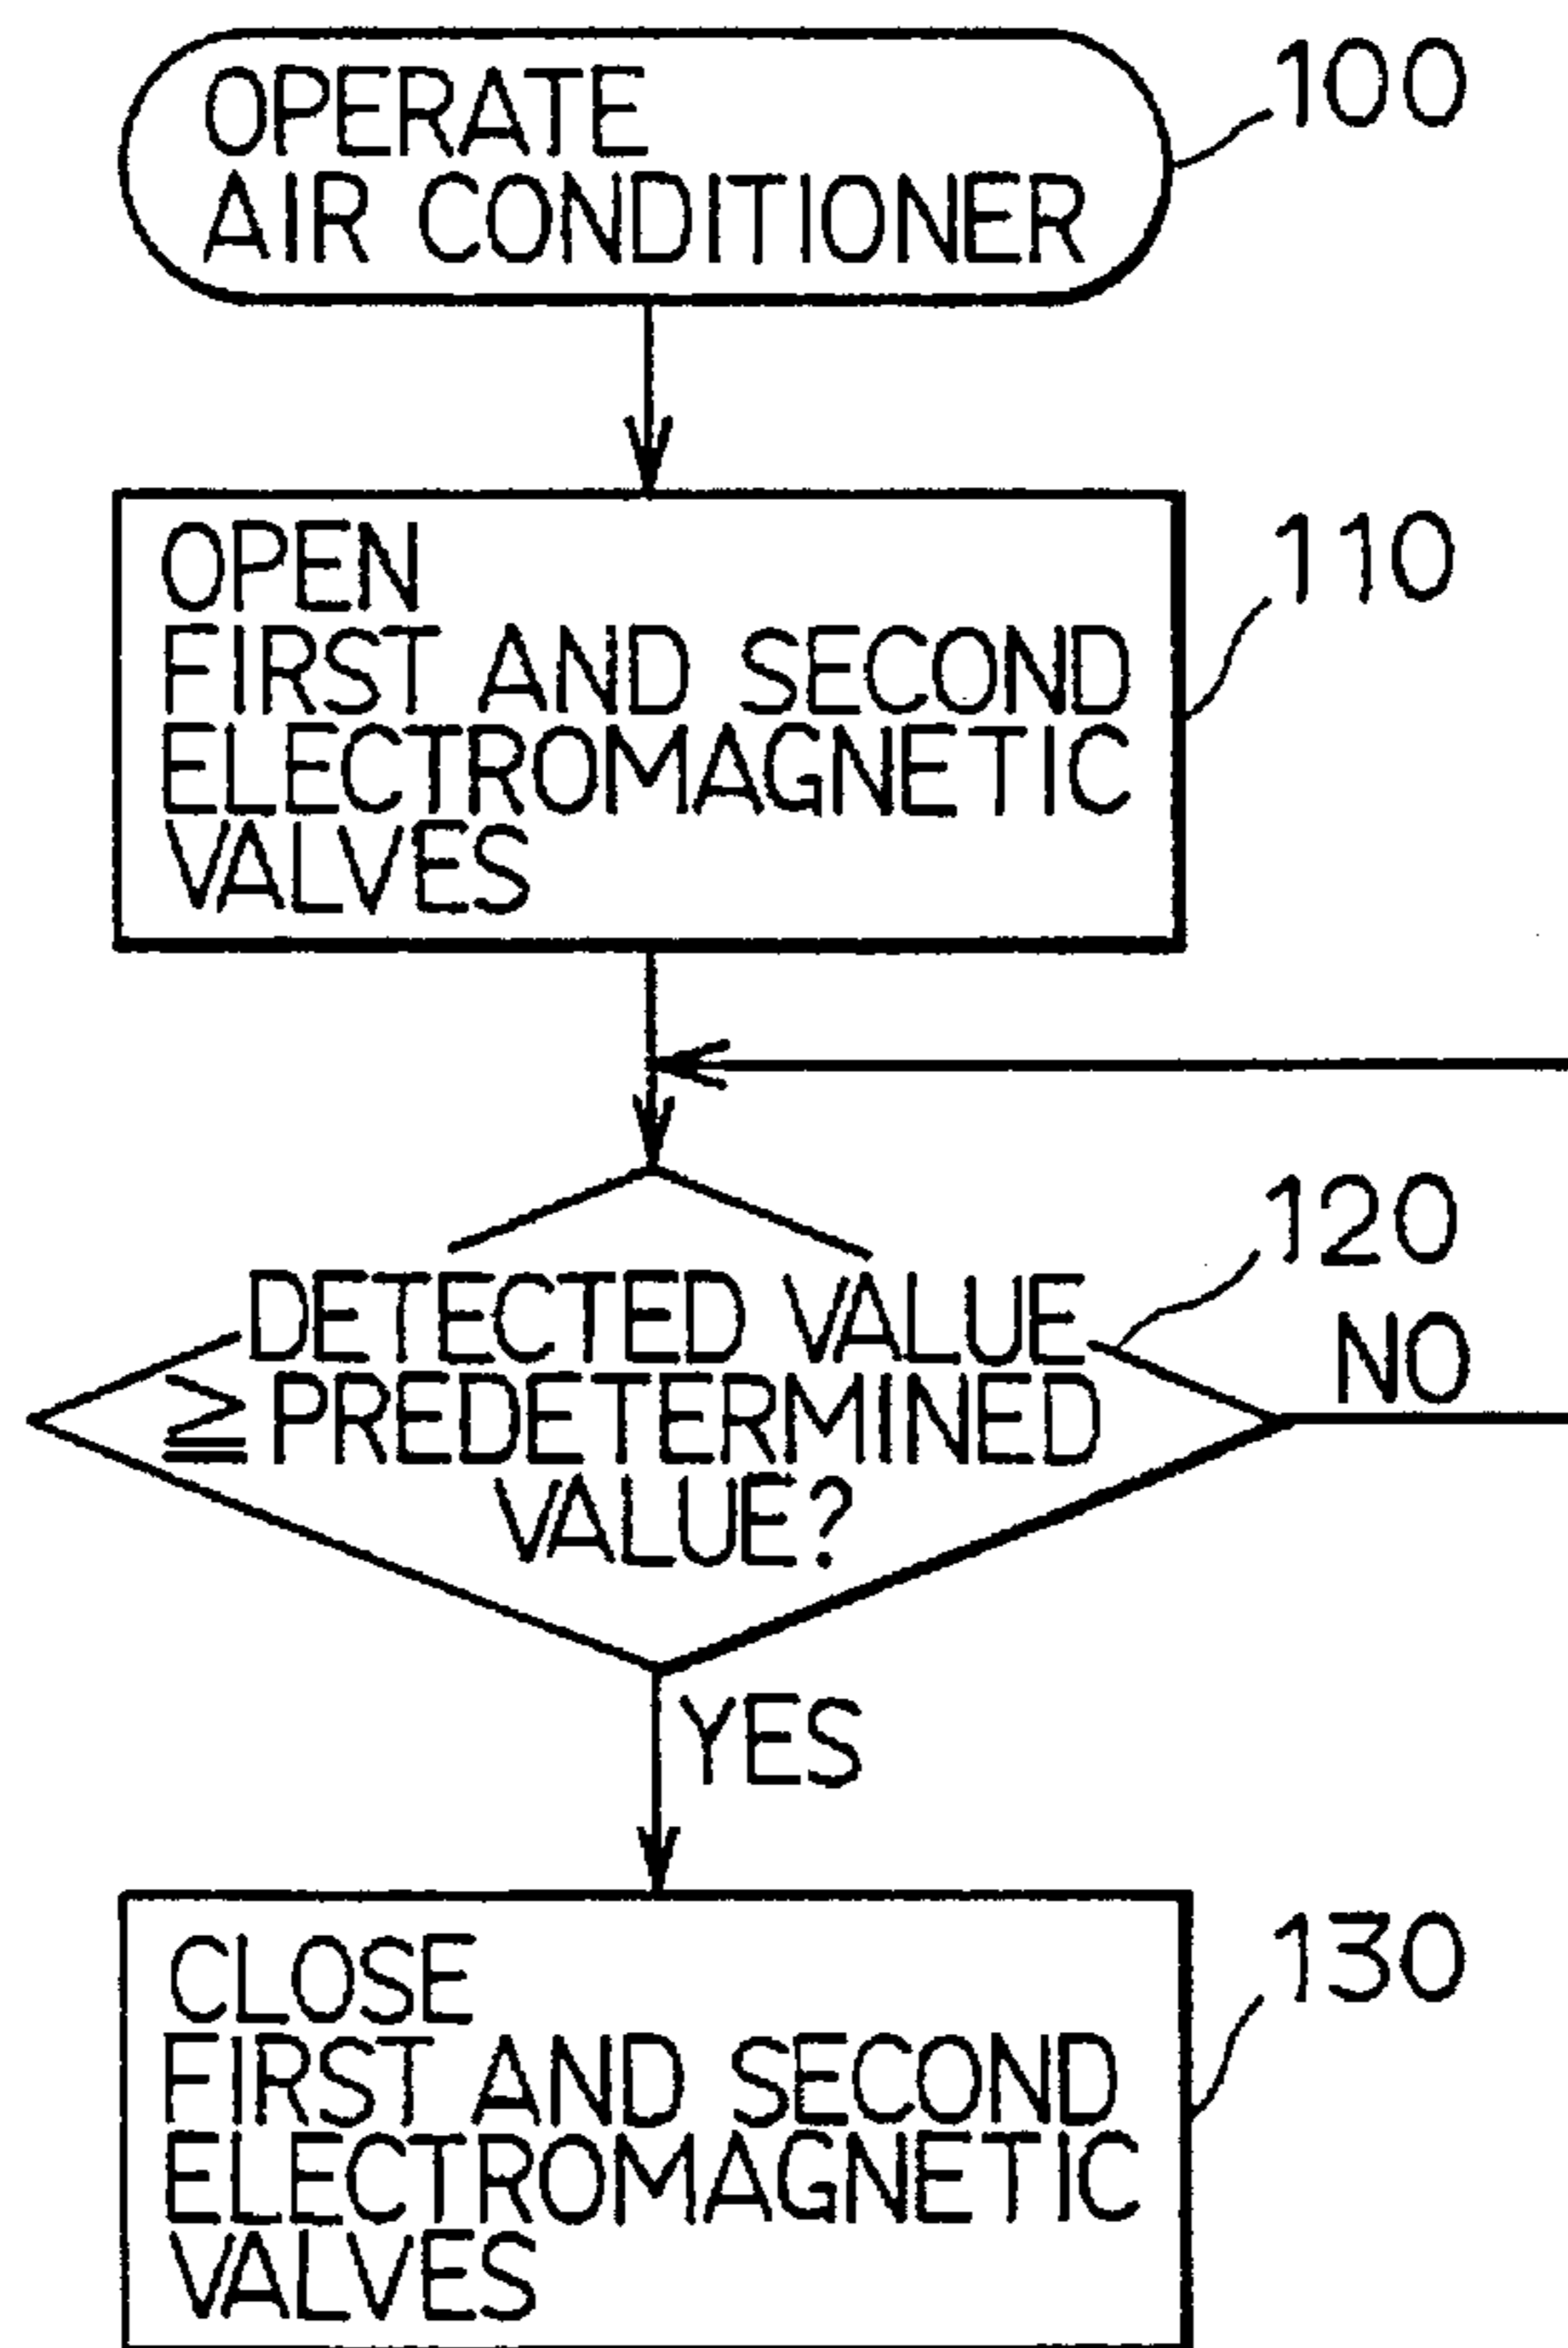 OPERATE
AIR CONDITIONER
100
OPEN
FIRST AND SECOND
ELECTROMAGNETIC
VALVES
110
DETECTED VALUE
≧PREDETERMINED
VALUE?
120
NO
YES
CLOSE
FIRST AND SECOND
ELECTROMAGNETIC
VALVES
130